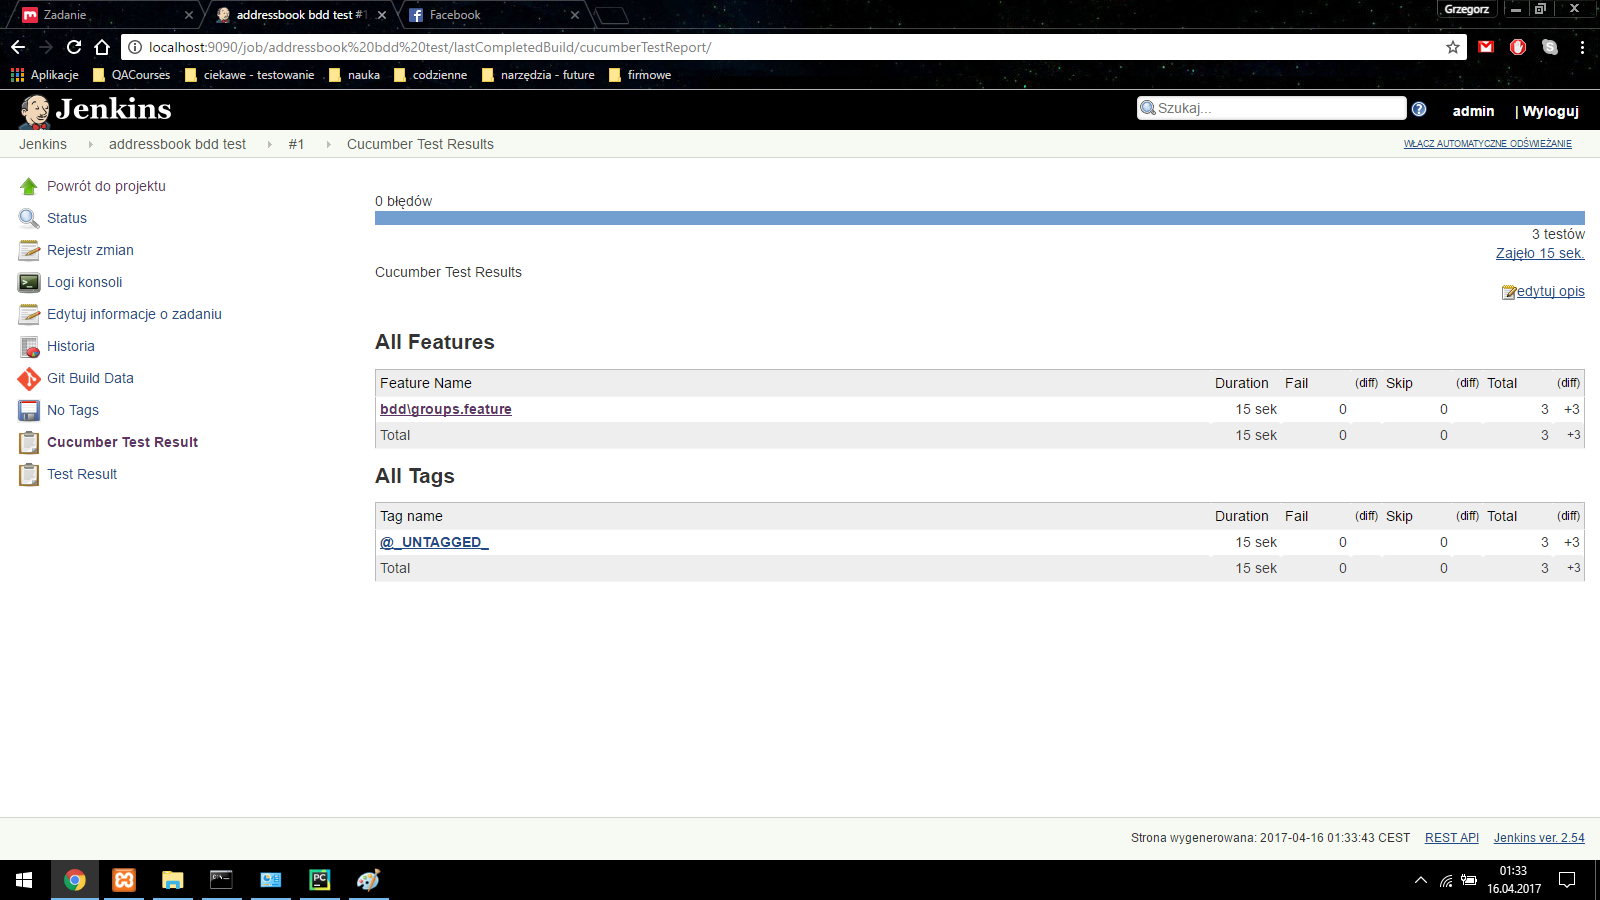 Zadanie
addressbook bdd test #1
Facebook
Grzegorz
localhost:9090/job/addressbook%20bdd%20test/lastCompletedBuild/cucumberTestReport/
Aplikacje QACourses ciekawe - testowanie nauka codzienne narzędzia - future firmowe
Jenkins
Szukaj...
admin | Wyloguj
Jenkins addressbook bdd test #1 Cucumber Test Results
WŁĄCZ AUTOMATYCZNE ODŚWIEŻANIE
Powrót do projektu
Status
Rejestr zmian
Logi konsoli
Edytuj informacje o zadaniu
Historia
Git Build Data
No Tags
Cucumber Test Result
Test Result
0 błędów
3 testów
Zajęło 15 sek.
Cucumber Test Results
edytuj opis
All Features
Feature Name Duration Fail (diff) Skip (diff) Total (diff)
bdd\groups.feature 15 sek 0 0 3 +3
Total 15 sek 0 0 3 +3
All Tags
Tag name Duration Fail (diff) Skip (diff) Total (diff)
@_UNTAGGED_ 15 sek 0 0 3 +3
Total 15 sek 0 0 3 +3
Strona wygenerowana: 2017-04-16 01:33:43 CEST REST API Jenkins ver. 2.54
PC
01:33
16.04.2017